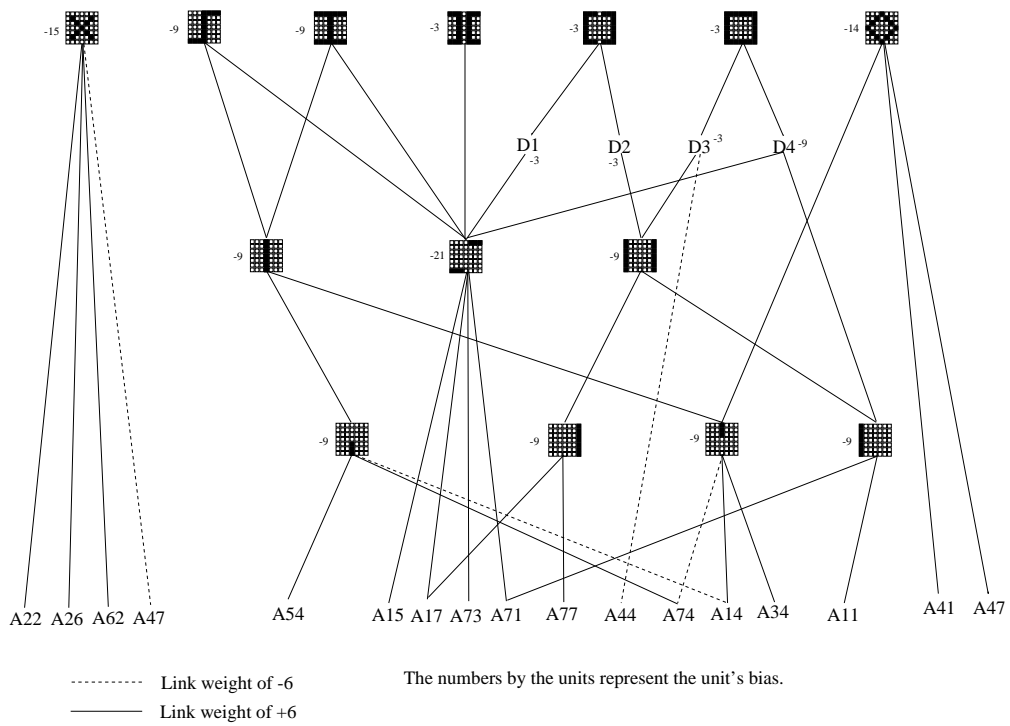 -15 -9 -9 -3 -3 -3 -14
D1 D2 D3 -3 D4 -9
-3 -3
-9 -21 -9
-9 -9 -9 -9
A22 A26 A62 A47 A54 A15 A17 A73 A71 A77 A44 A74 A14 A34 A11 A41 A47
Link weight of -6
The numbers by the units represent the unit's bias.
Link weight of +6